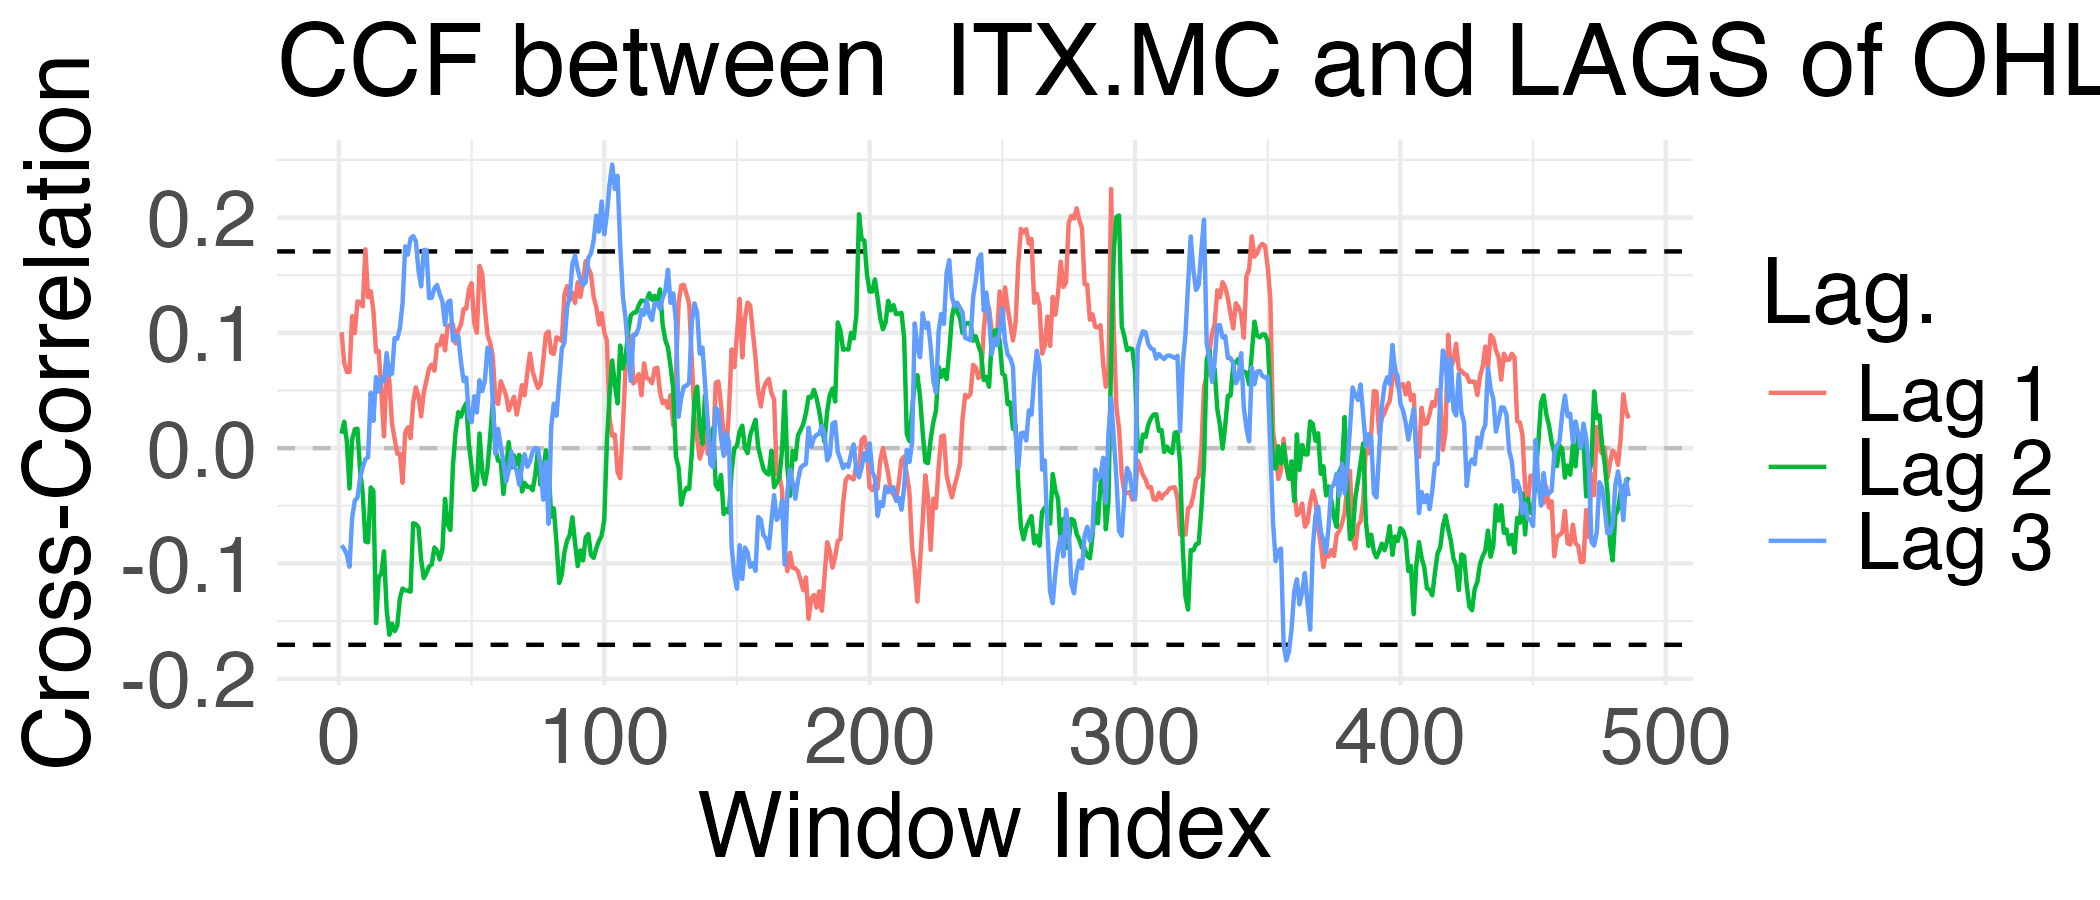 CCF between ITX.MC and LAGS of OHL
Cross-Correlation
0.2
0.1
0.0
-0.1
-0.2
0 100 200 300 400 500
Window Index
Lag.
Lag 1
Lag 2
Lag 3